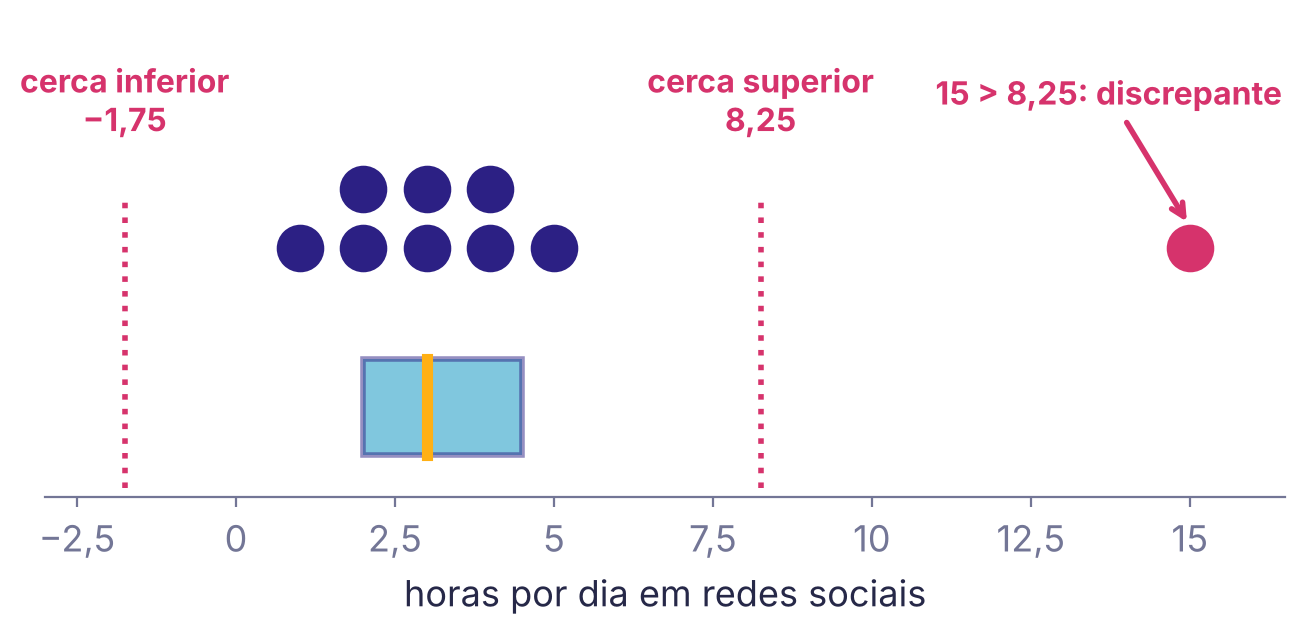 cerca inferior
−1,75
cerca superior
8,25
15 > 8,25: discrepante
−2,5 0 2,5 5 7,5 10 12,5 15
horas por dia em redes sociais